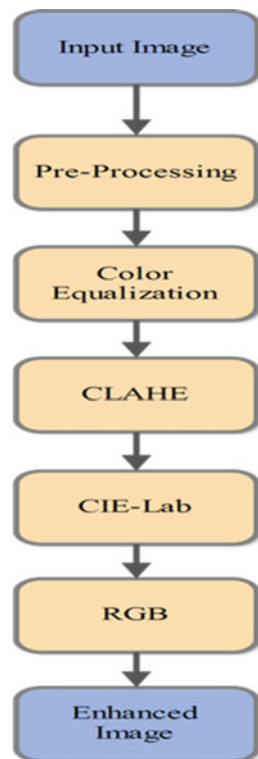 Input Image
Pre-Processing
Color
Equalization
CLAHE
CIE-Lab
RGB
Enhanced
Image